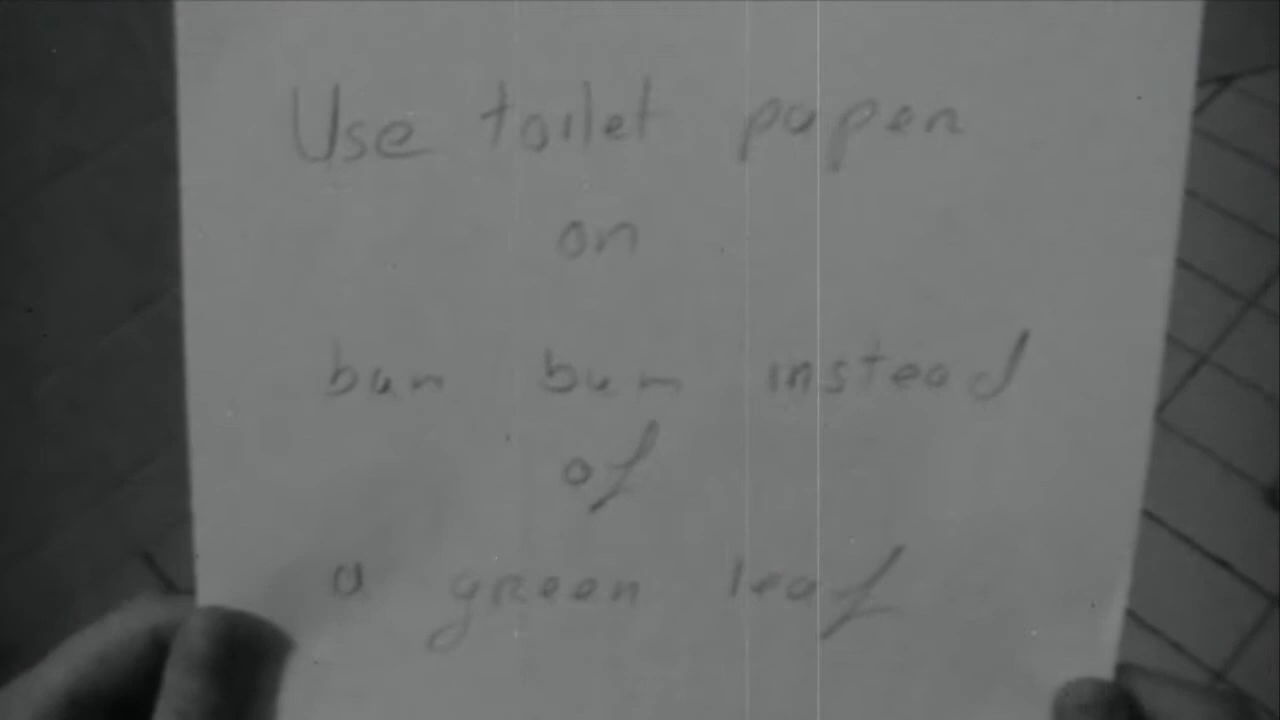 Use toilet paper
on
bum bum instead
of
a green leaf